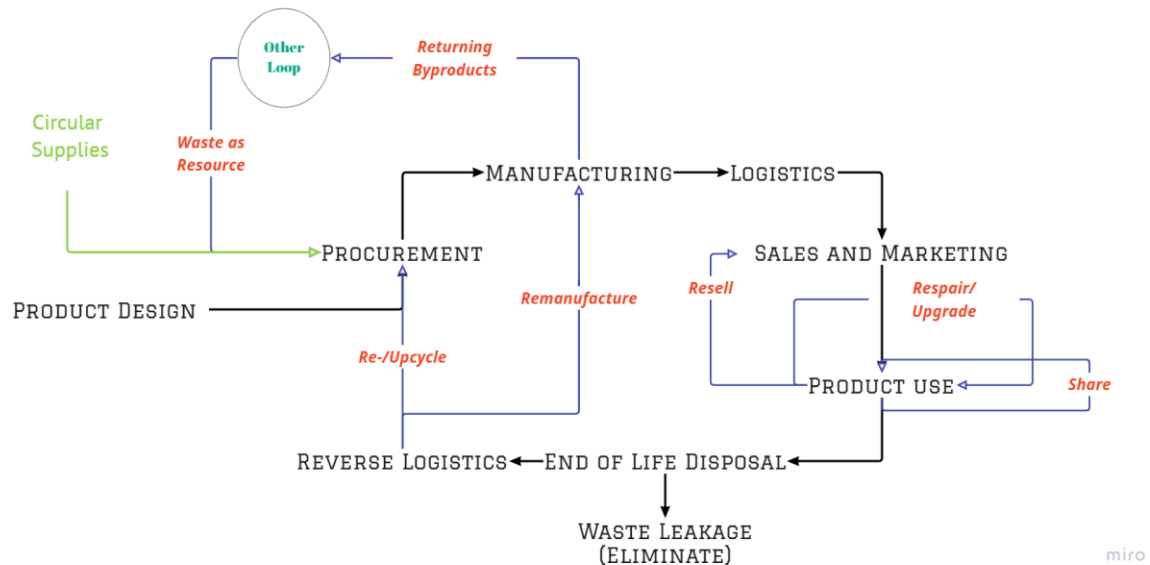 Other
Loop
Returning
Byproducts
Circular
Supplies
Waste as
Resource
Manufacturing
Logistics
Procurement
Sales and Marketing
Resell
Respair/
Upgrade
Remanufacture
Product Design
Re-/Upcycle
Product use
Share
Reverse Logistics
End of Life Disposal
Waste Leakage
(Eliminate)
miro